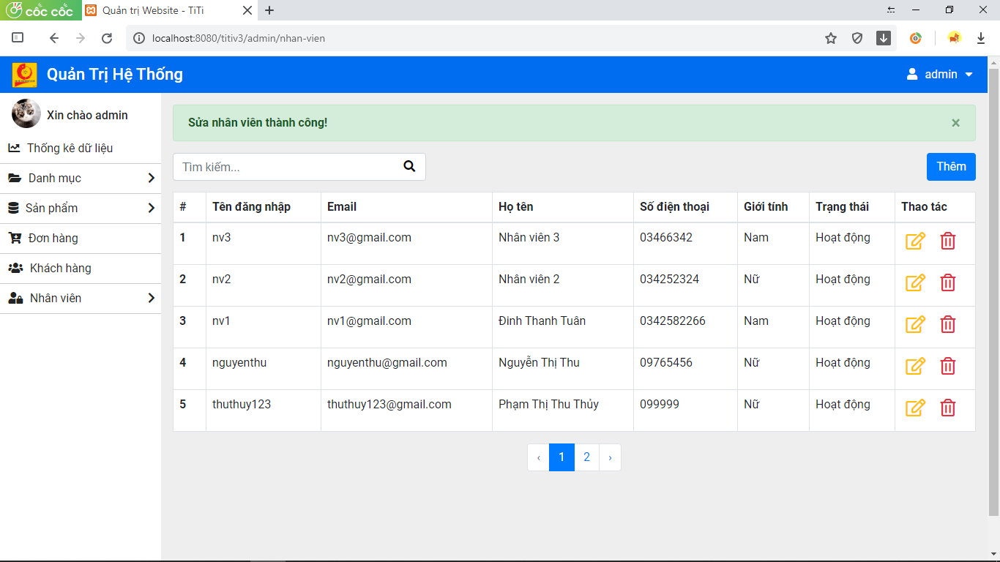 cốc cốc
Quản trị Website - TiTi
localhost:8080/titiv3/admin/nhan-vien
Quản Trị Hệ Thống
admin
Xin chào admin
Thống kê dữ liệu
Danh mục
Sản phẩm
Đơn hàng
Khách hàng
Nhân viên
Sửa nhân viên thành công!
×
Tìm kiếm...
Thêm
# Tên đăng nhập Email Họ tên Số điện thoại Giới tính Trạng thái Thao tác
1 nv3 nv3@gmail.com Nhân viên 3 03466342 Nam Hoạt động
2 nv2 nv2@gmail.com Nhân viên 2 034252324 Nữ Hoạt động
3 nv1 nv1@gmail.com Đinh Thanh Tuân 0342582266 Nam Hoạt động
4 nguyenthu nguyenthu@gmail.com Nguyễn Thị Thu 09765456 Nữ Hoạt động
5 thuthuy123 thuthuy123@gmail.com Phạm Thị Thu Thủy 099999 Nữ Hoạt động
‹ 1 2 ›